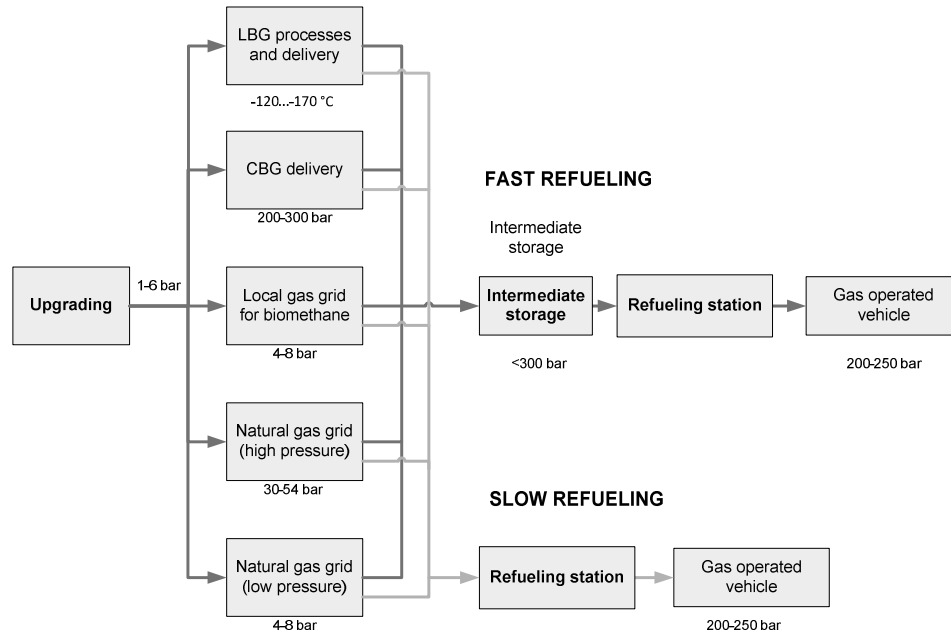 LBG processes
and delivery
-120...-170 °C
CBG delivery
200-300 bar
FAST REFUELING
Intermediate
storage
1-6 bar
Upgrading
Local gas grid
for biomethane
4-8 bar
Intermediate
storage
<300 bar
Refueling station
Gas operated
vehicle
200-250 bar
Natural gas grid
(high pressure)
30-54 bar
SLOW REFUELING
Natural gas grid
(low pressure)
4-8 bar
Refueling station
Gas operated
vehicle
200-250 bar